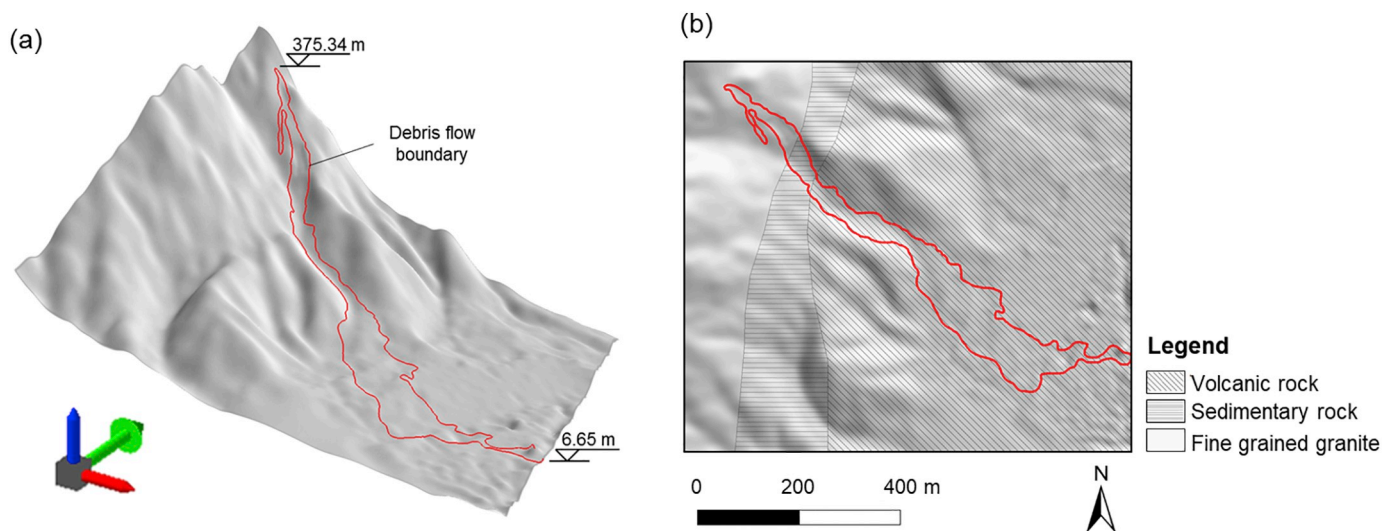 (a)
375.34 m
Debris flow
boundary
6.65 m
(b)
Legend
Volcanic rock
Sedimentary rock
Fine grained granite
N
0 200 400 m